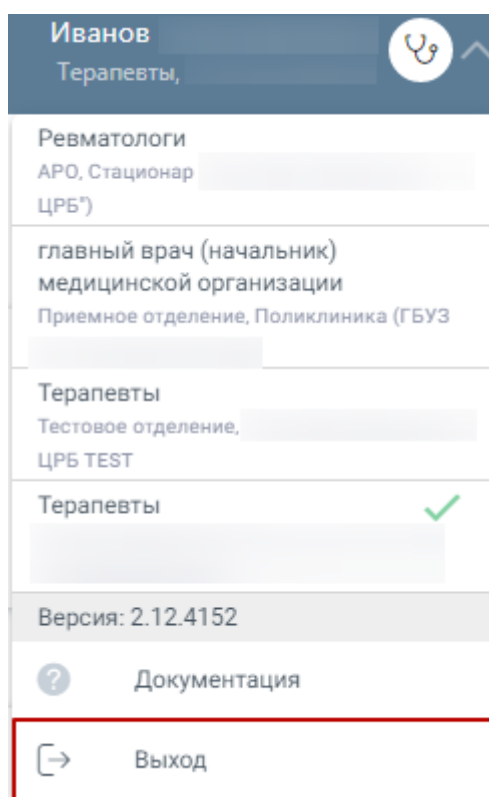 Иванов
Терапевты,
Ревматологи
АРО, Стационар
ЦРБ")
главный врач (начальник)
медицинской организации
Приемное отделение, Поликлиника (ГБУЗ
Терапевты
Тестовое отделение,
ЦРБ TEST
Терапевты
Версия: 2.12.4152
Документация
Выход